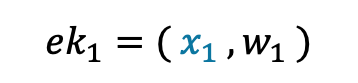 ek₁ = ( x₁ , w₁ )